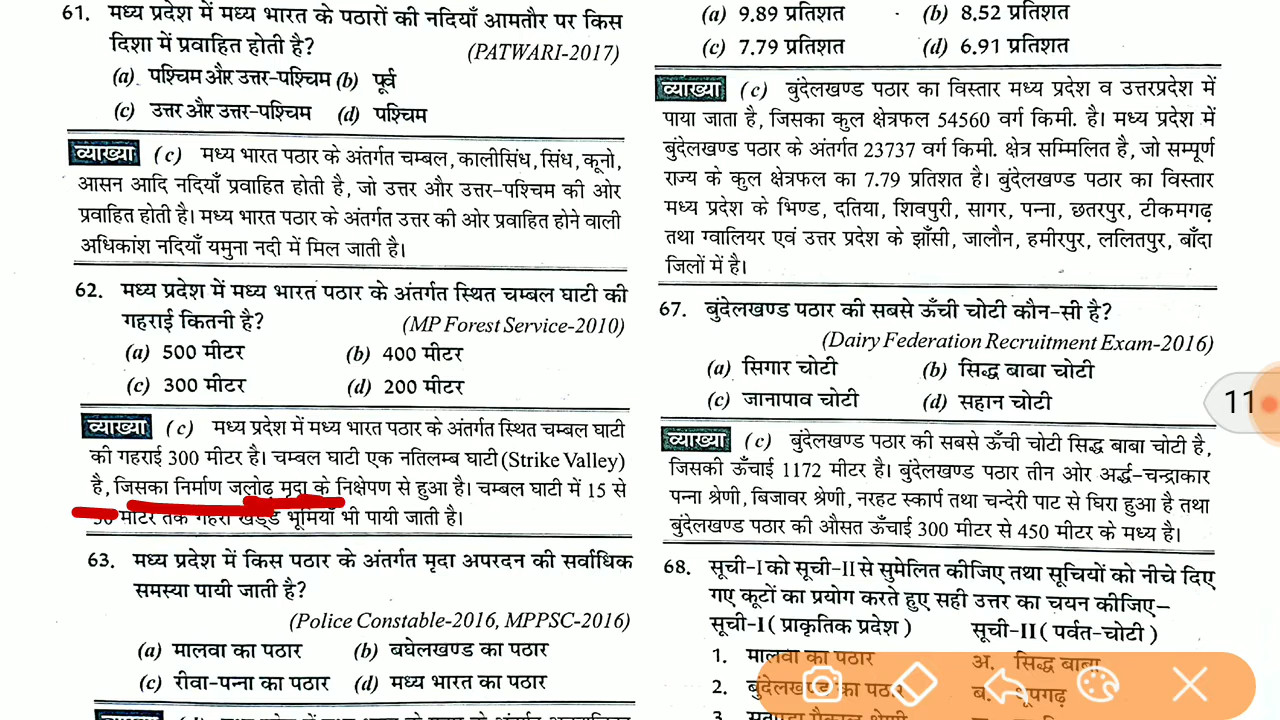 61. मध्य प्रदेश में मध्य भारत के पठारों की नदियाँ आमतौर पर किस
दिशा में प्रवाहित होती है?
(PATWARI-2017)
(a) पश्चिम और उत्तर-पश्चिम (b) पूर्व
(c) उत्तर और उत्तर-पश्चिम (d) पश्चिम
व्याख्या (c) मध्य भारत पठार के अंतर्गत चम्बल, कालीसिंध, सिंध, कूनो,
आसन आदि नदियाँ प्रवाहित होती है, जो उत्तर और उत्तर-पश्चिम की ओर
प्रवाहित होती है। मध्य भारत पठार के अंतर्गत उत्तर की ओर प्रवाहित होने वाली
अधिकांश नदियाँ यमुना नदी में मिल जाती है।
62. मध्य प्रदेश में मध्य भारत पठार के अंतर्गत स्थित चम्बल घाटी की
गहराई कितनी है?
(MP Forest Service-2010)
(a) 500 मीटर (b) 400 मीटर
(c) 300 मीटर (d) 200 मीटर
व्याख्या (c) मध्य प्रदेश में मध्य भारत पठार के अंतर्गत स्थित चम्बल घाटी
की गहराई 300 मीटर है। चम्बल घाटी एक नतिलम्ब घाटी (Strike Valley)
है, जिसका निर्माण जलोढ़ मृदा के निक्षेपण से हुआ है। चम्बल घाटी में 15 से
30 मीटर तक गहरी खड्ड भूमियाँ भी पायी जाती है।
63. मध्य प्रदेश में किस पठार के अंतर्गत मृदा अपरदन की सर्वाधिक
समस्या पायी जाती है?
(Police Constable-2016, MPPSC-2016)
(a) मालवा का पठार (b) बघेलखण्ड का पठार
(c) रीवा-पन्ना का पठार (d) मध्य भारत का पठार
(a) 9.89 प्रतिशत (b) 8.52 प्रतिशत
(c) 7.79 प्रतिशत (d) 6.91 प्रतिशत
व्याख्या (c) बुंदेलखण्ड पठार का विस्तार मध्य प्रदेश व उत्तरप्रदेश में
पाया जाता है, जिसका कुल क्षेत्रफल 54560 वर्ग किमी. है। मध्य प्रदेश में
बुंदेलखण्ड पठार के अंतर्गत 23737 वर्ग किमी. क्षेत्र सम्मिलित है, जो सम्पूर्ण
राज्य के कुल क्षेत्रफल का 7.79 प्रतिशत है। बुंदेलखण्ड पठार का विस्तार
मध्य प्रदेश के भिण्ड, दतिया, शिवपुरी, सागर, पन्ना, छतरपुर, टीकमगढ़
तथा ग्वालियर एवं उत्तर प्रदेश के झाँसी, जालौन, हमीरपुर, ललितपुर, बाँदा
जिलों में है।
67. बुंदेलखण्ड पठार की सबसे ऊँची चोटी कौन-सी है?
(Dairy Federation Recruitment Exam-2016)
(a) सिगार चोटी (b) सिद्ध बाबा चोटी
(c) जानापाव चोटी (d) सहान चोटी
व्याख्या (c) बुंदेलखण्ड पठार की सबसे ऊँची चोटी सिद्ध बाबा चोटी है,
जिसकी ऊँचाई 1172 मीटर है। बुंदेलखण्ड पठार तीन ओर अर्द्ध-चन्द्राकार
पन्ना श्रेणी, बिजावर श्रेणी, नरहट स्कार्प तथा चन्देरी पाट से घिरा हुआ है तथा
बुंदेलखण्ड पठार की औसत ऊँचाई 300 मीटर से 450 मीटर के मध्य है।
68. सूची-I को सूची-II से सुमेलित कीजिए तथा सूचियों को नीचे दिए
गए कूटों का प्रयोग करते हुए सही उत्तर का चयन कीजिए–
सूची-I ( प्राकृतिक प्रदेश ) सूची-II ( पर्वत-चोटी )
1. मालवा का पठार अ. सिद्ध बाबा
2. बुंदेलखण्ड का पठार ब. धूपगढ़
3.
11